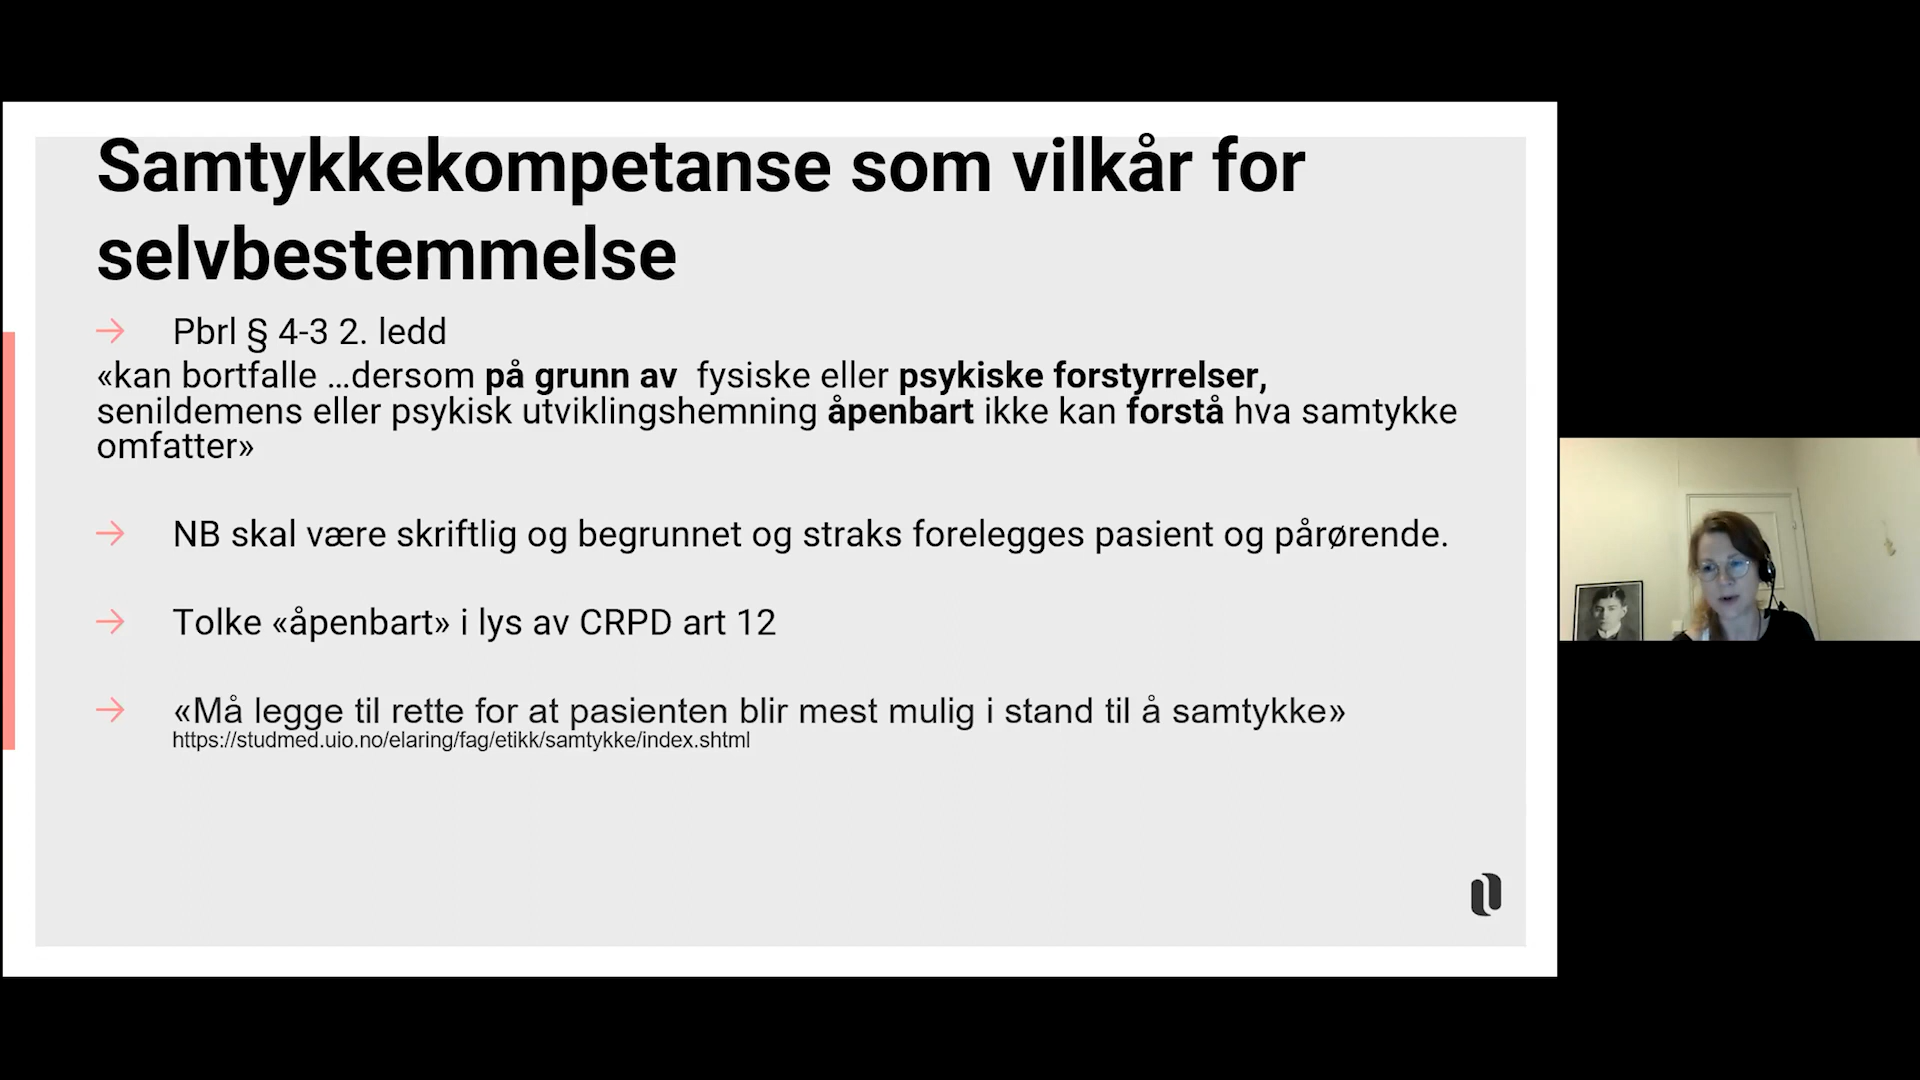 Samtykkekompetanse som vilkår for
selvbestemmelse
→ Pbrl § 4-3 2. ledd
«kan bortfalle …dersom på grunn av  fysiske eller psykiske forstyrrelser,
senildemens eller psykisk utviklingshemning åpenbart ikke kan forstå hva samtykke
omfatter»
→ NB skal være skriftlig og begrunnet og straks forelegges pasient og pårørende.
→ Tolke «åpenbart» i lys av CRPD art 12
→ «Må legge til rette for at pasienten blir mest mulig i stand til å samtykke»
https://studmed.uio.no/elaring/fag/etikk/samtykke/index.shtml